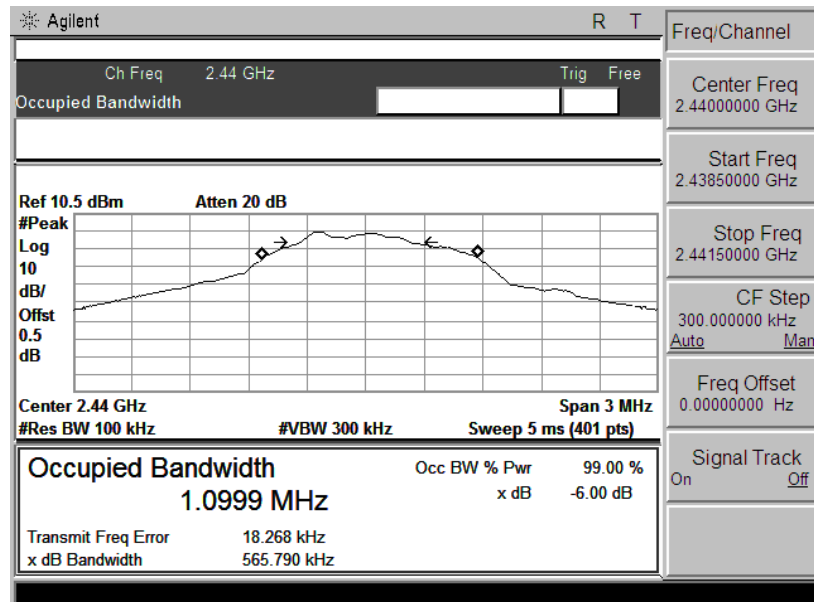 Agilent R T
Freq/Channel
Ch Freq 2.44 GHz Trig Free
Occupied Bandwidth
Center Freq
2.44000000 GHz
Start Freq
2.43850000 GHz
Stop Freq
2.44150000 GHz
CF Step
300.000000 kHz
Auto Man
Freq Offset
0.00000000 Hz
Signal Track
On Off
Ref 10.5 dBm Atten 20 dB
#Peak
Log
10
dB/
Offst
0.5
dB
Center 2.44 GHz Span 3 MHz
#Res BW 100 kHz #VBW 300 kHz Sweep 5 ms (401 pts)
Occupied Bandwidth Occ BW % Pwr 99.00 %
1.0999 MHz x dB -6.00 dB
Transmit Freq Error 18.268 kHz
x dB Bandwidth 565.790 kHz